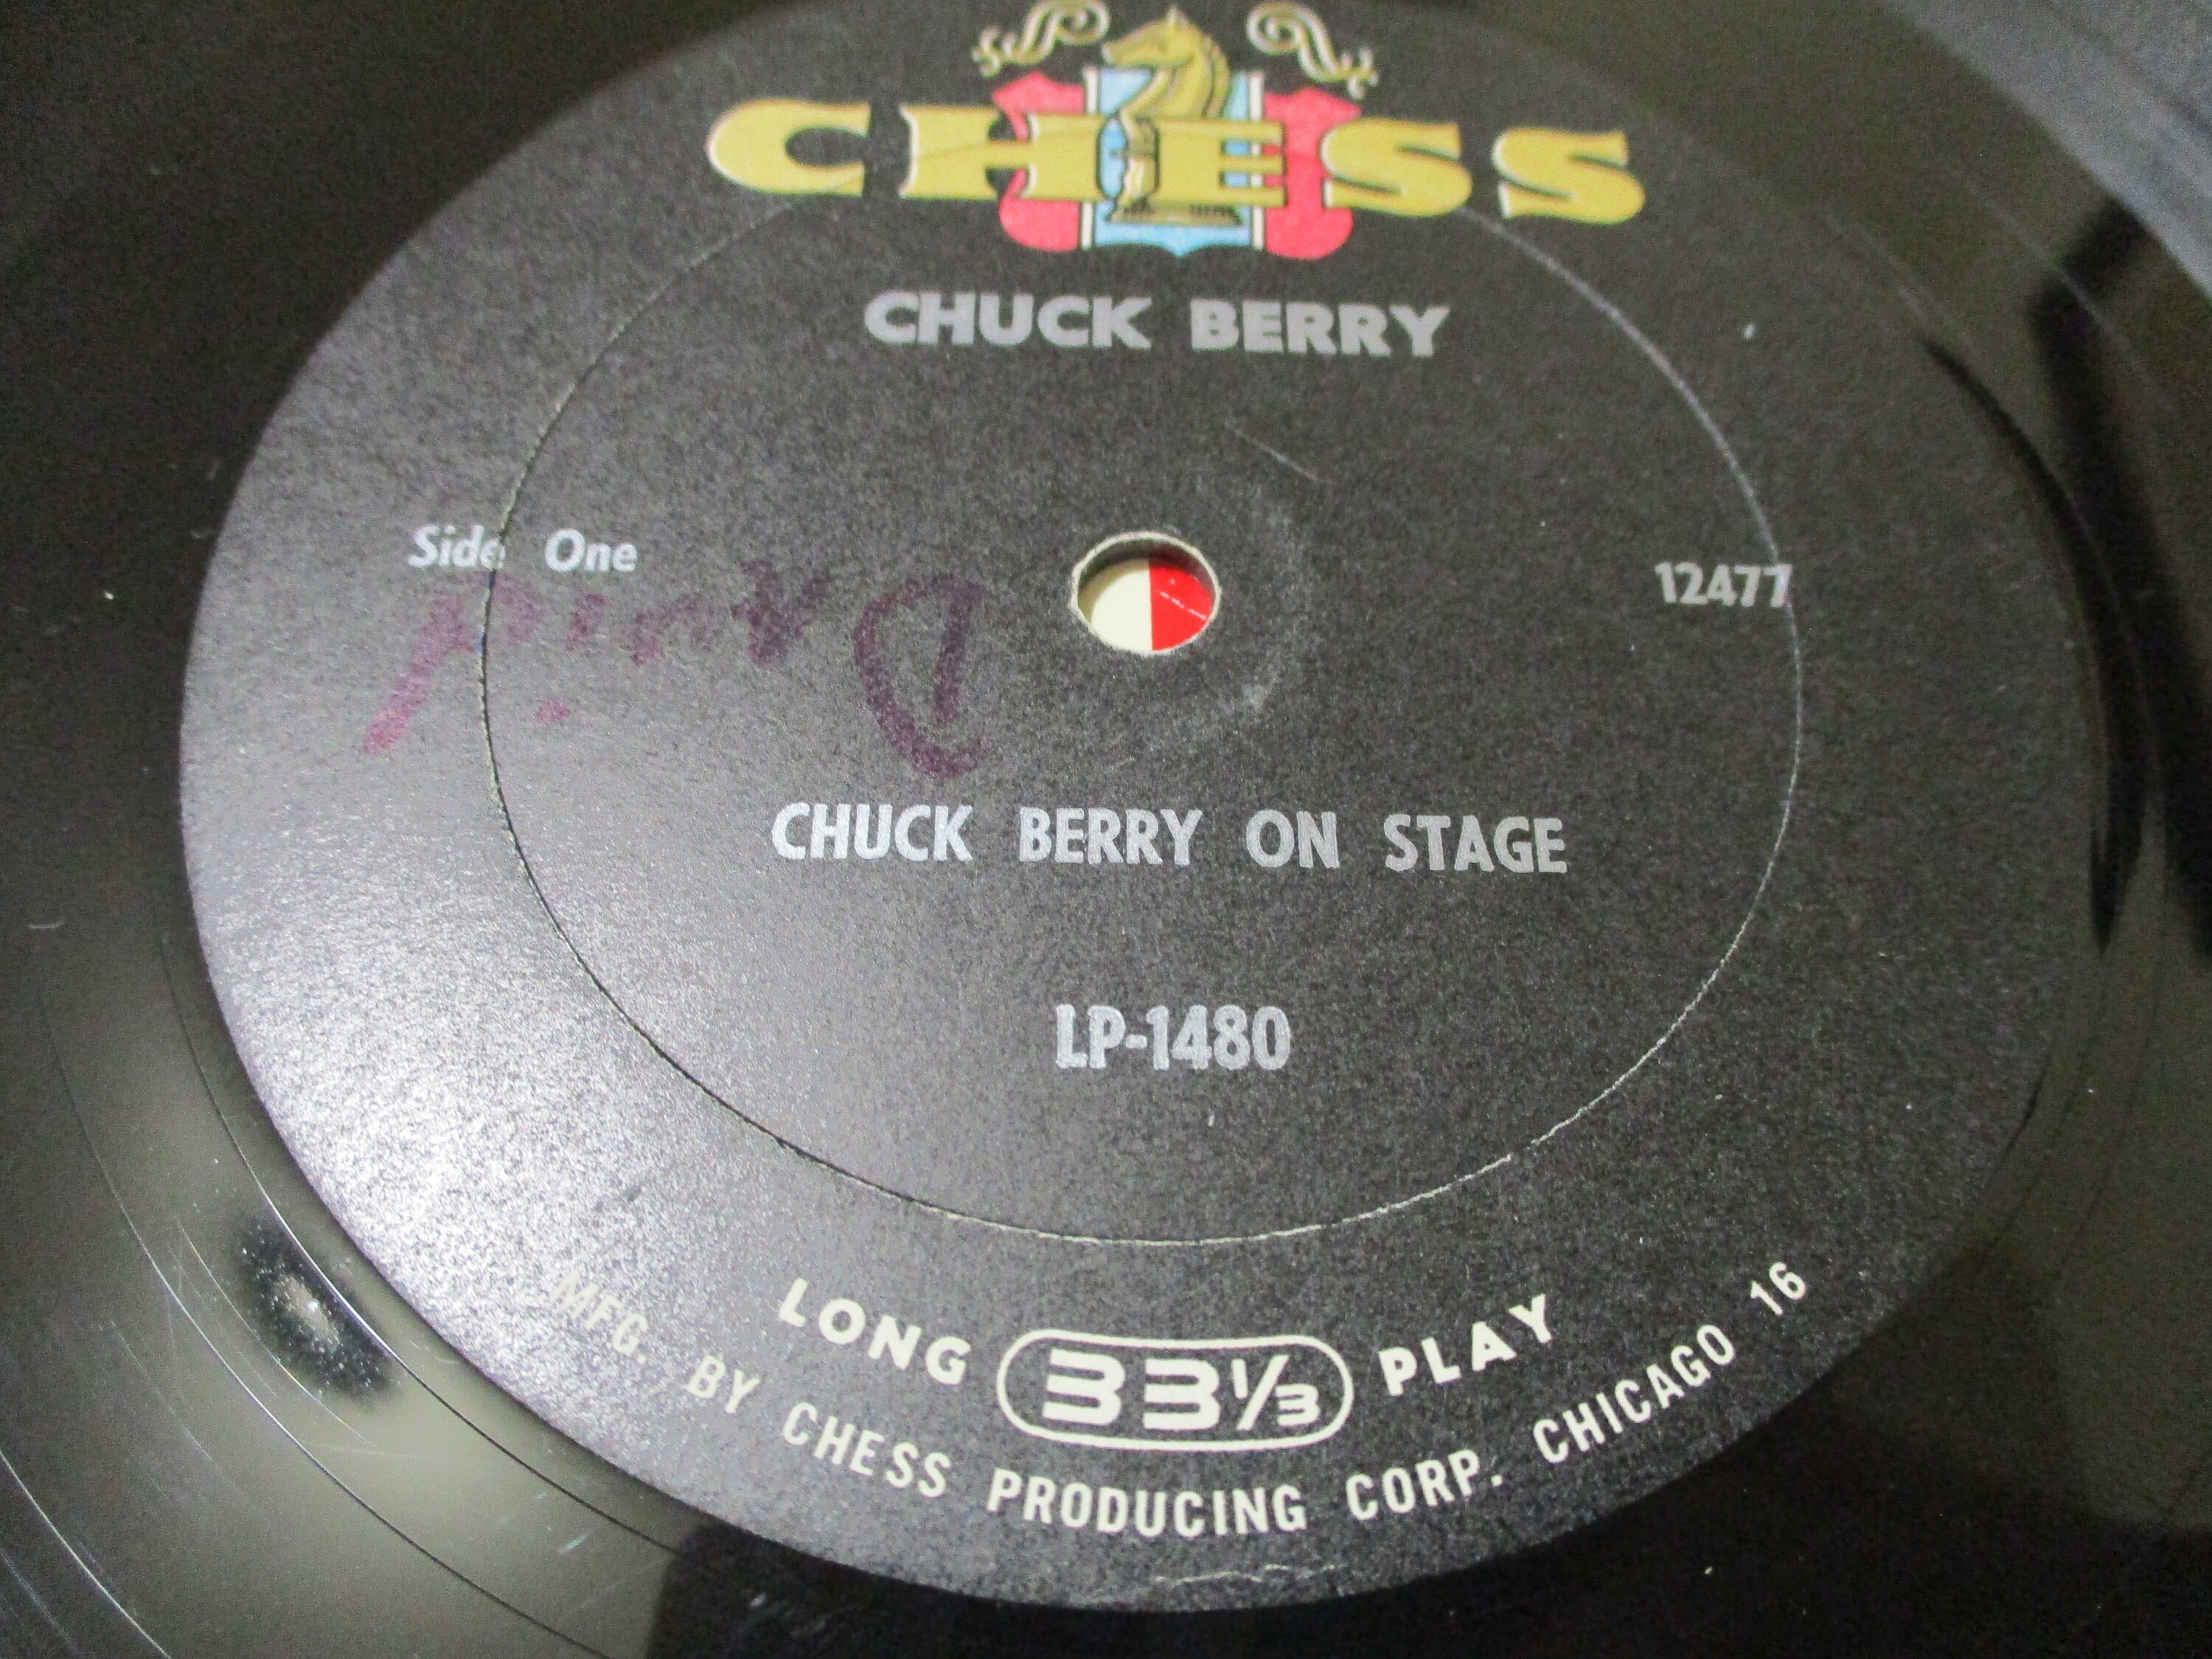 CHESS
CHUCK BERRY
Side One
12477
CHUCK BERRY ON STAGE
LP-1480
LONG 33⅓ PLAY
MFG. BY CHESS PRODUCING CORP. CHICAGO 16